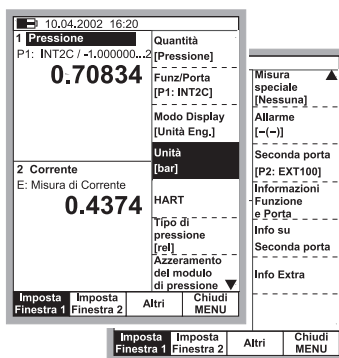 10.04.2002 16:20
1 Pressione
P1: INT2C / -1.000000...2
0.70834
2 Corrente
E: Misura di Corrente
0.4374
Quantità
[Pressione]
Funz/Porta
[P1: INT2C]
Modo Display
[Unità Eng.]
Unità
[bar]
HART
Tipo di
pressione
[rel]
Azzeramento
del modulo
di pressione
Imposta
Finestra 1
Imposta
Finestra 2
Altri
Chiudi
MENU
Misura
speciale
[Nessuna]
Allarme
[–(–)]
Seconda porta
[P2: EXT100]
Informazioni
Funzione
e Porta
Info su
Seconda porta
Info Extra
Imposta
Finestra 1
Imposta
Finestra 2
Altri
Chiudi
MENU